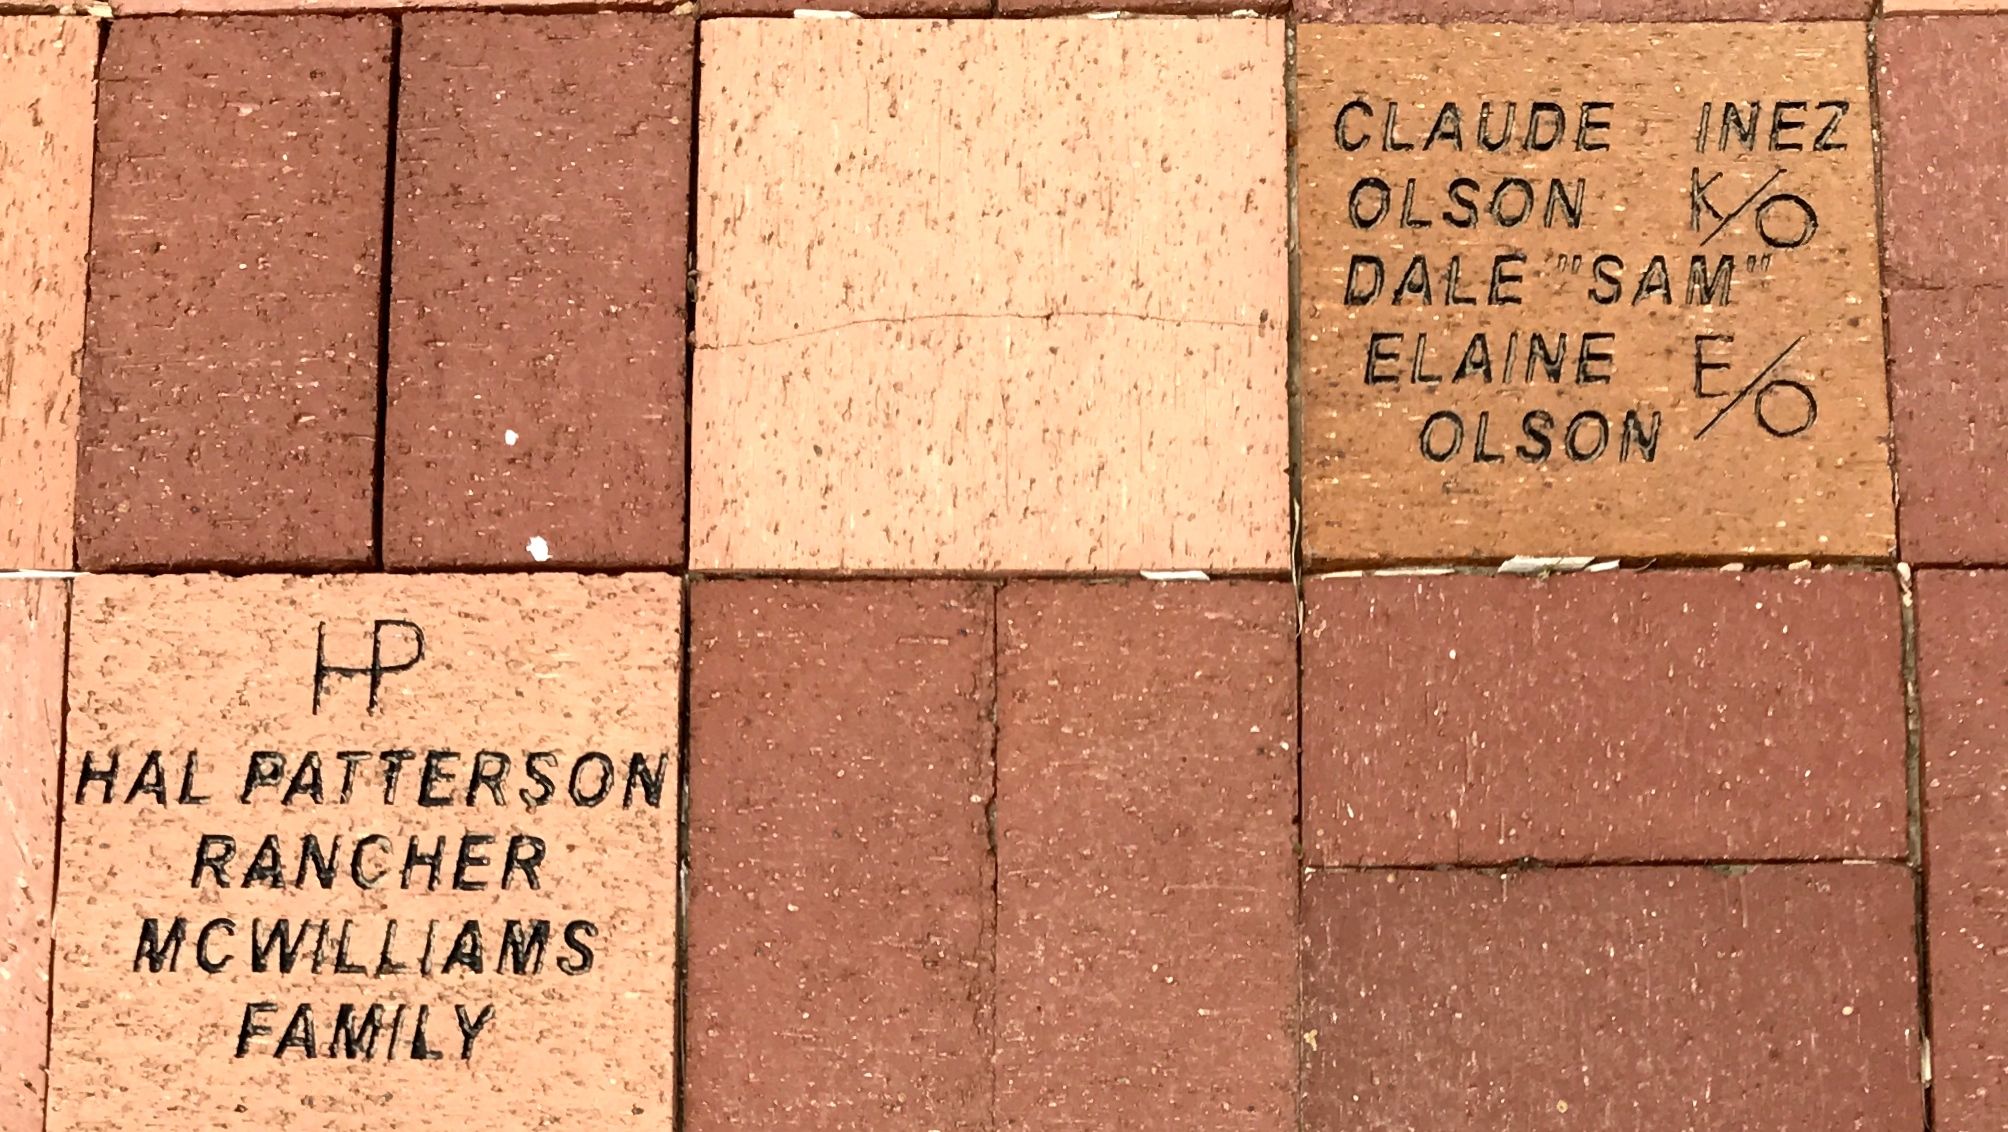 CLAUDE INEZ
OLSON K/O
DALE "SAM"
ELAINE E/O
OLSON
HP
HAL PATTERSON
RANCHER
MCWILLIAMS
FAMILY